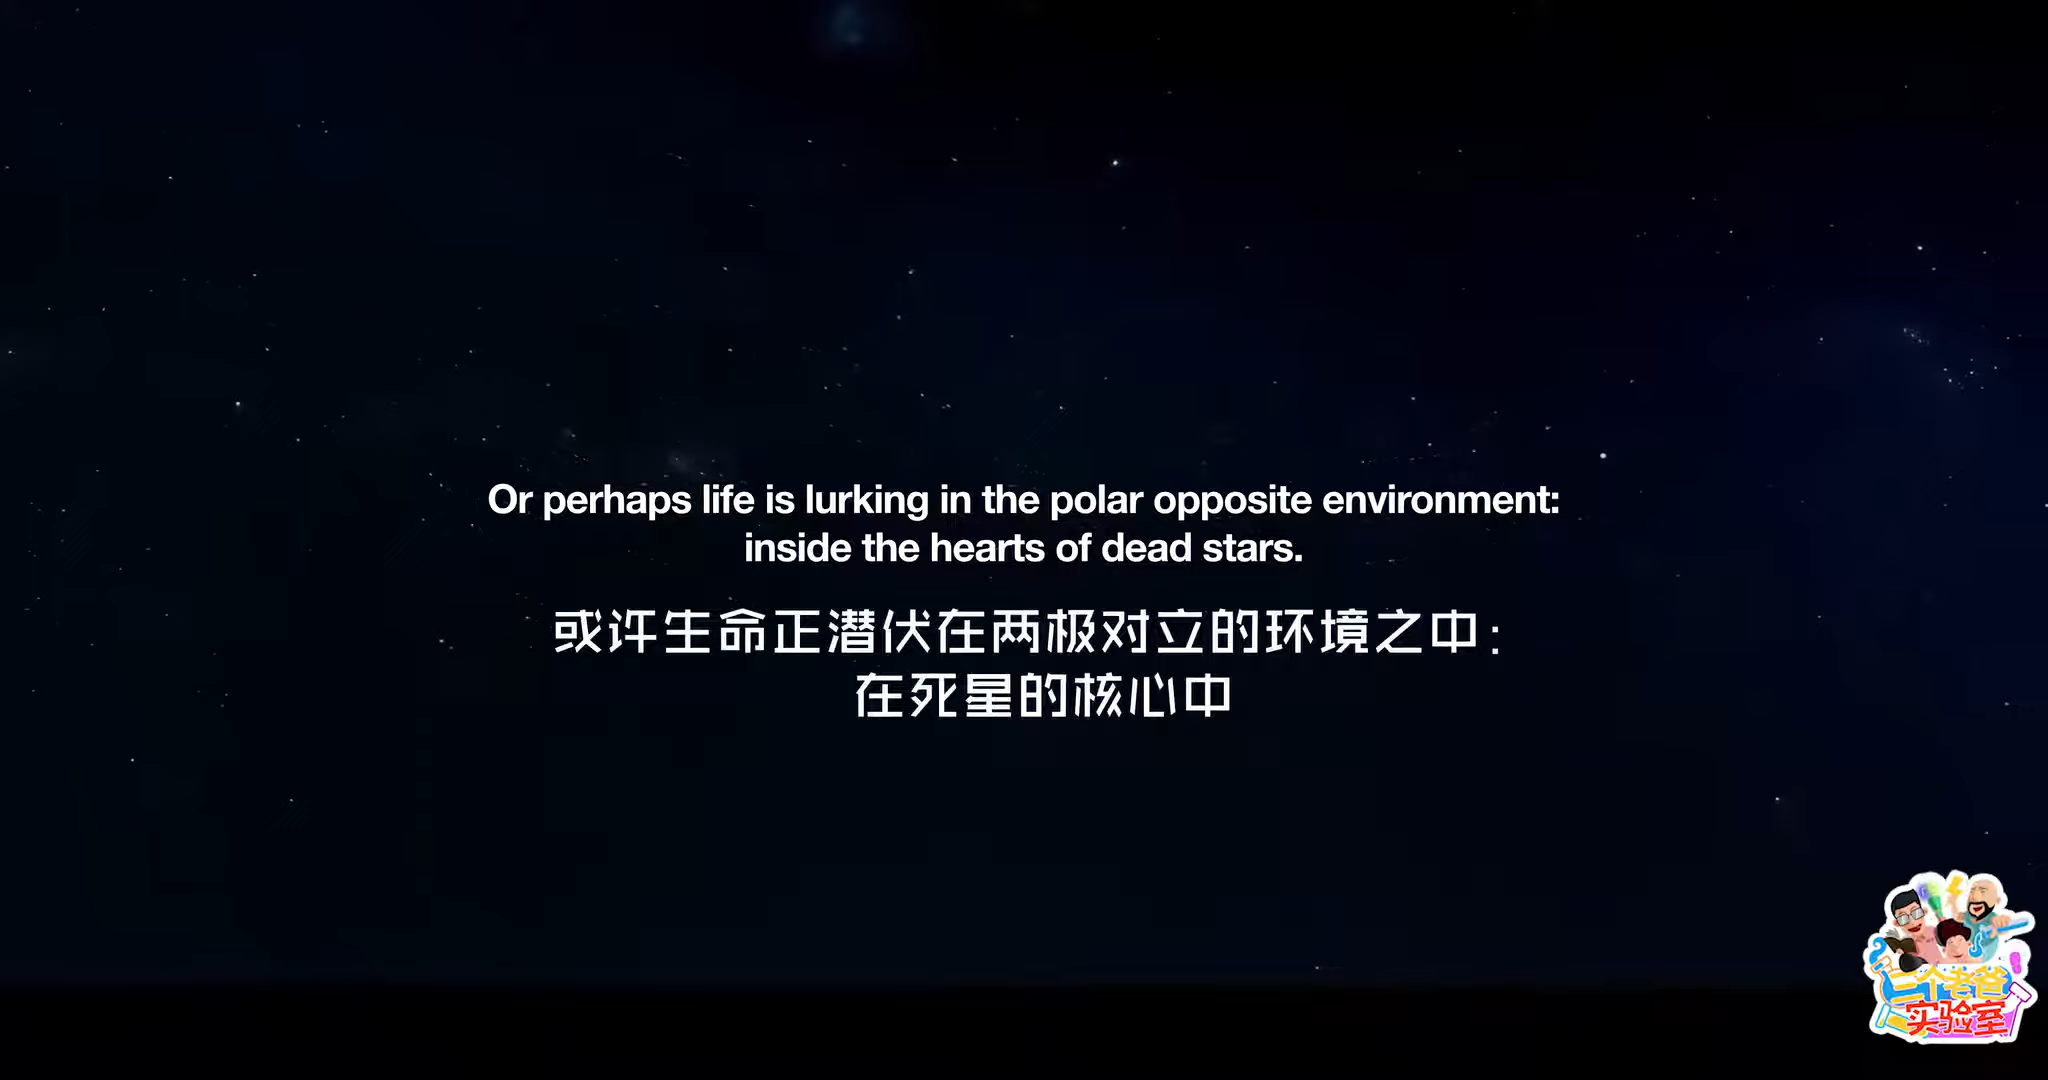 Or perhaps life is lurking in the polar opposite environment:
inside the hearts of dead stars.
或许生命正潜伏在两极对立的环境之中：
在死星的核心中
三个老爸
实验室